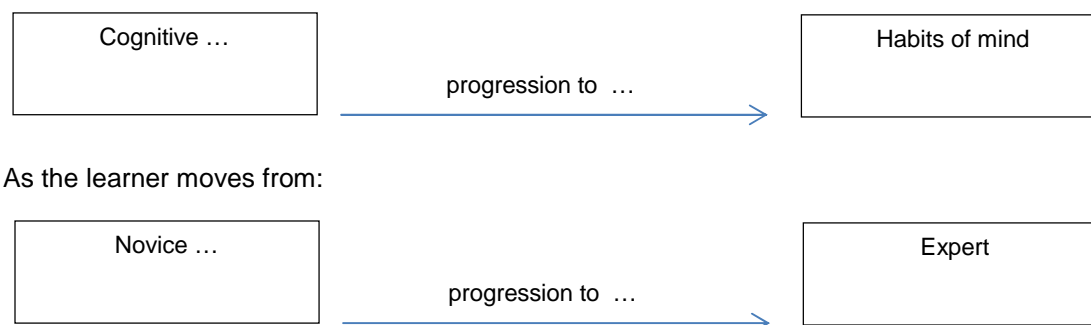 Cognitive …
Habits of mind
progression to  …
As the learner moves from:
Novice …
Expert
progression to  …